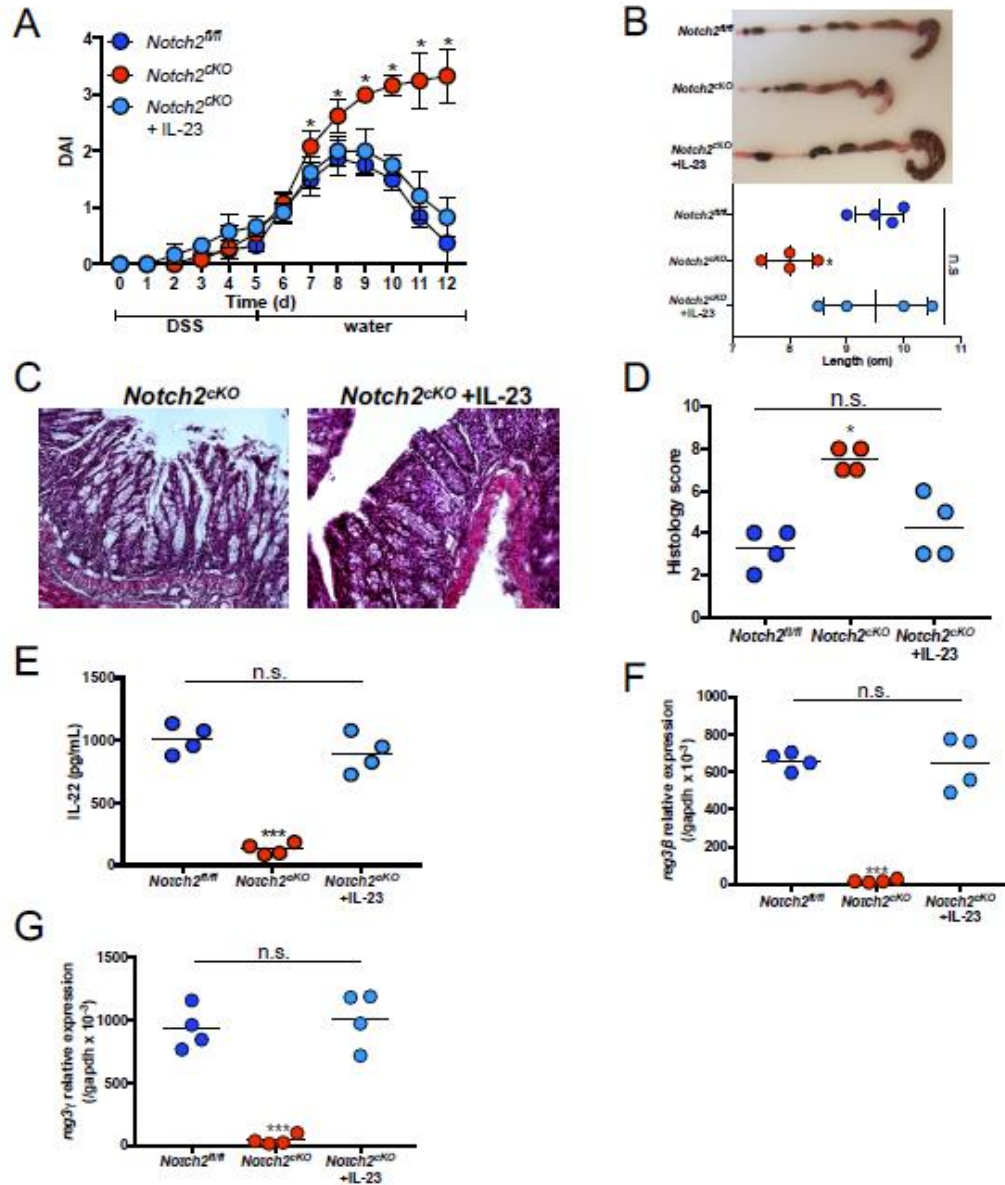 A
Notch2fl/fl
Notch2cKO
Notch2cKO
+ IL-23
DAI
4
3
2
1
0
0 1 2 3 4 5 6 7 8 9 10 11 12
* * * * * *
Time (d)
DSS water
B
Notch2fl/fl
Notch2cKO
Notch2cKO
+IL-23
Notch2fl/fl
Notch2cKO
*
Notch2cKO
+IL-23
n.s
7 8 9 10 11
Length (cm)
C
Notch2cKO Notch2cKO +IL-23
D
n.s.
*
Histology score
10
8
6
4
2
0
Notch2fl/fl Notch2cKO Notch2cKO
+IL-23
E
n.s.
IL-22 (pg/mL)
1500
1000
500
0
***
Notch2fl/fl Notch2cKO Notch2cKO
+IL-23
F
n.s.
reg3β relative expression
(/gapdh x 10-3)
1000
800
600
400
200
0
***
Notch2fl/fl Notch2cKO Notch2cKO
+IL-23
G
n.s.
reg3γ relative expression
(/gapdh x 10-3)
1500
1000
500
0
***
Notch2fl/fl Notch2cKO Notch2cKO
+IL-23